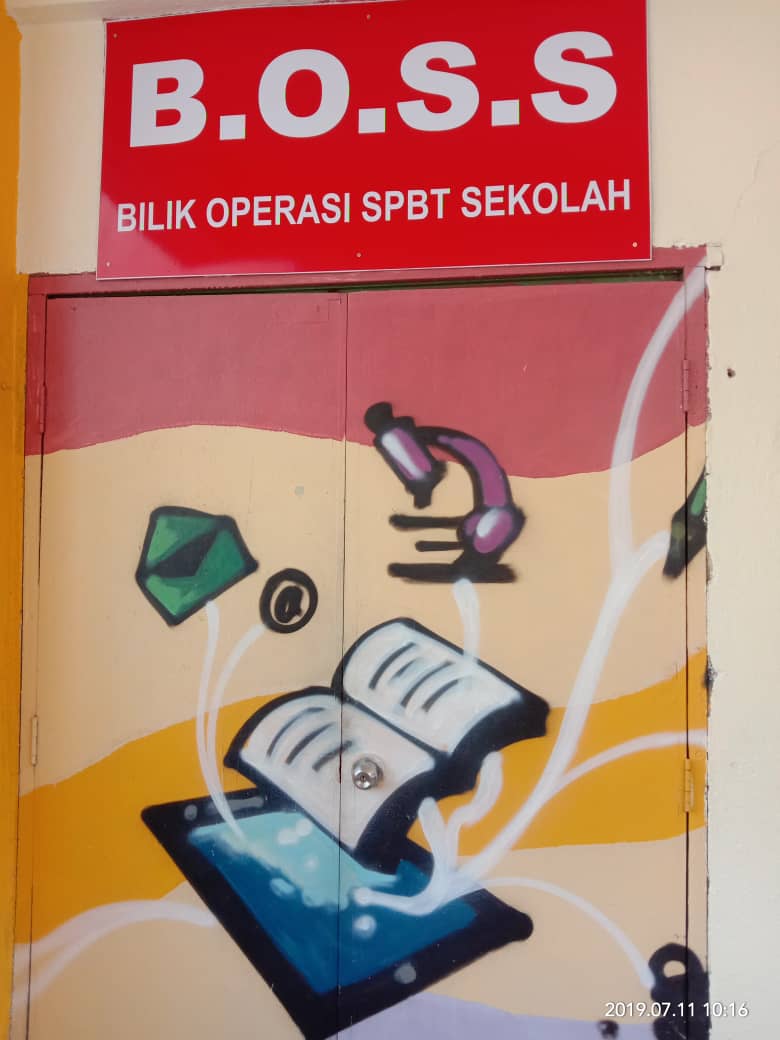 B.O.S.S
BILIK OPERASI SPBT SEKOLAH
@
2019.07.11 10:16